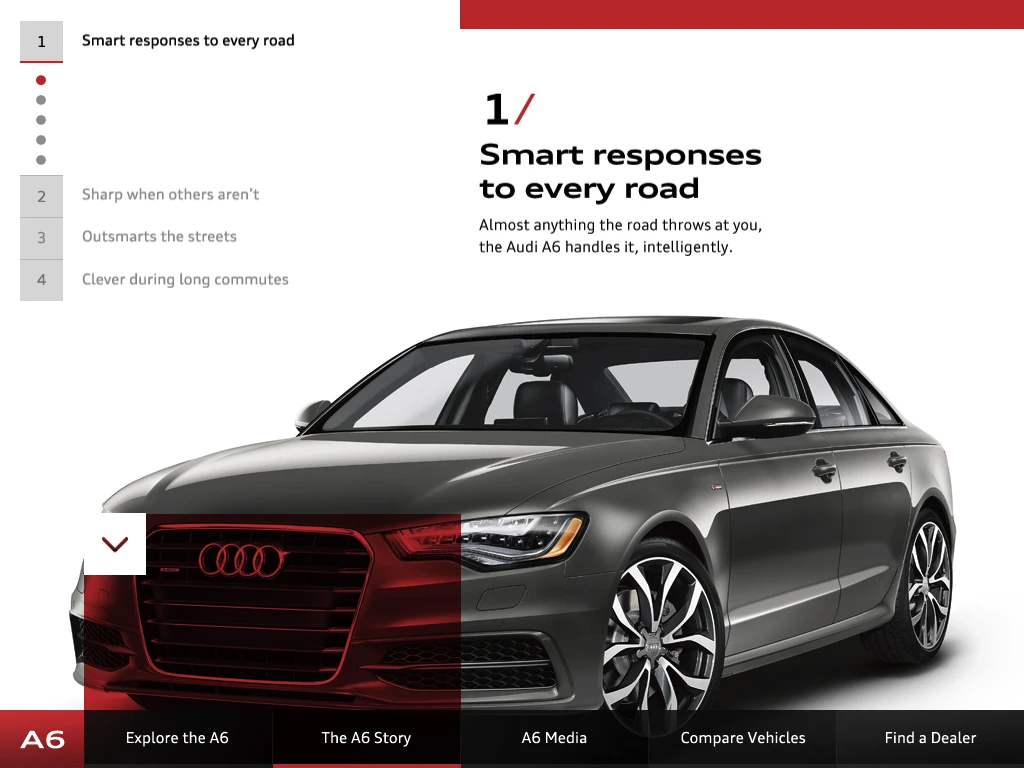 1
Smart responses to every road
2
Sharp when others aren’t
3
Outsmarts the streets
4
Clever during long commutes
1/
Smart responses
to every road
Almost anything the road throws at you,
the Audi A6 handles it, intelligently.
A6
Explore the A6
The A6 Story
A6 Media
Compare Vehicles
Find a Dealer